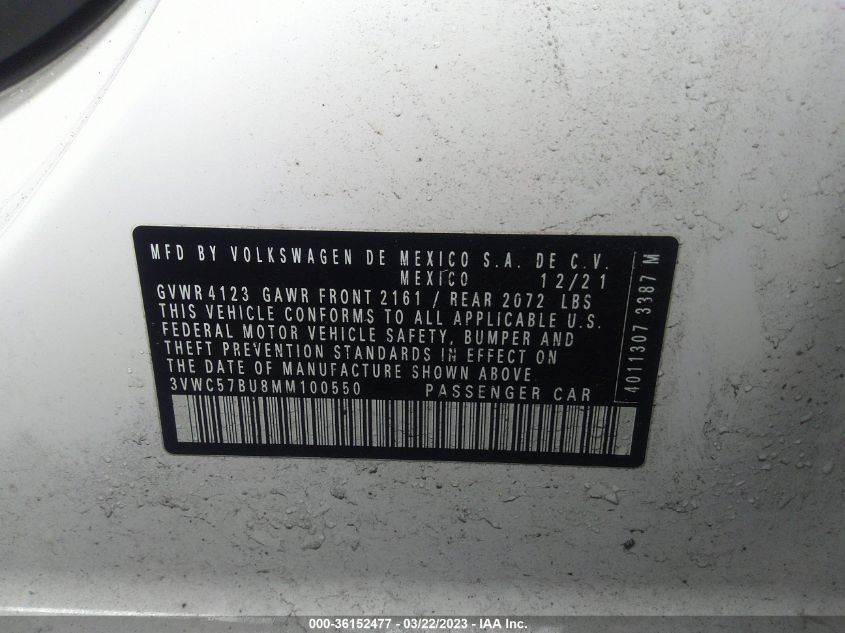 MFD BY VOLKSWAGEN DE MEXICO S.A. DE C.V.
MEXICO 12/21
GVWR 4123 GAWR FRONT 2161 / REAR 2072 LBS
THIS VEHICLE CONFORMS TO ALL APPLICABLE U.S.
FEDERAL MOTOR VEHICLE SAFETY, BUMPER AND
THEFT PREVENTION STANDARDS IN EFFECT ON
THE DATE OF MANUFACTURE SHOWN ABOVE.
3VWC57BU8MM100550 PASSENGER CAR
4011307 3387 M
000-36152477 - 03/22/2023 - IAA Inc.